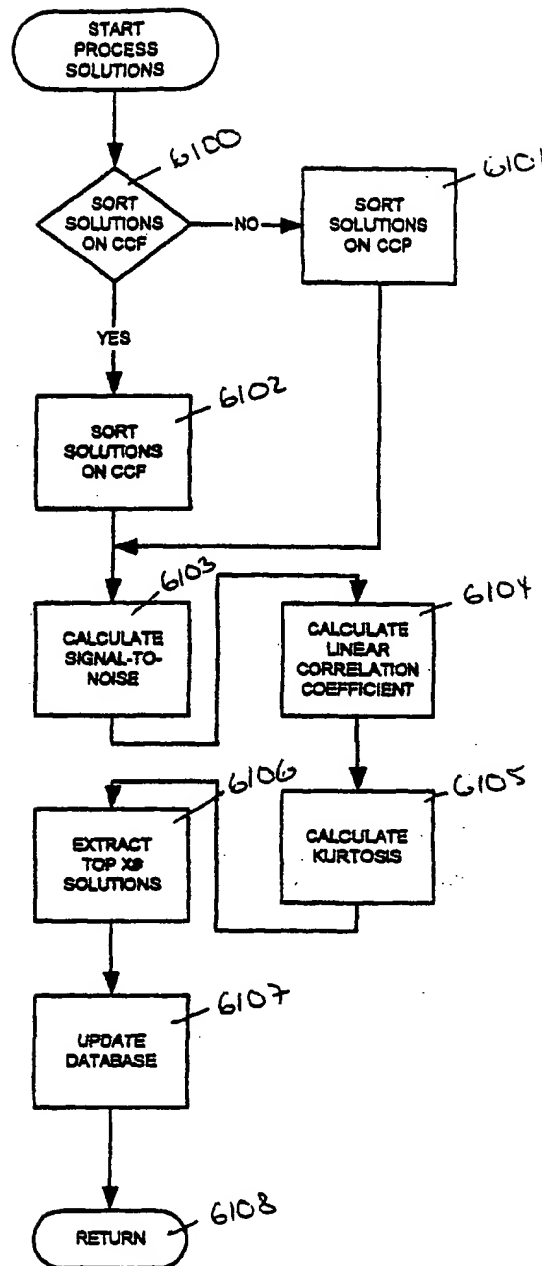 START
PROCESS
SOLUTIONS
6100
SORT
SOLUTIONS
ON CCF
NO
6101
SORT
SOLUTIONS
ON CCP
YES
6102
SORT
SOLUTIONS
ON CCF
6103
CALCULATE
SIGNAL-TO-
NOISE
6104
CALCULATE
LINEAR
CORRELATION
COEFFICIENT
6105
CALCULATE
KURTOSIS
6106
EXTRACT
TOP X#
SOLUTIONS
6107
UPDATE
DATABASE
6108
RETURN